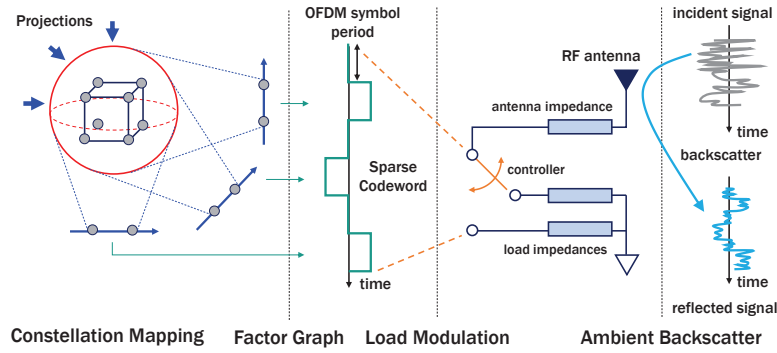 Projections
OFDM symbol
period
Sparse
Codeword
time
RF antenna
antenna impedance
controller
load impedances
incident signal
time
backscatter
time
reflected signal
Constellation Mapping
Factor Graph
Load Modulation
Ambient Backscatter